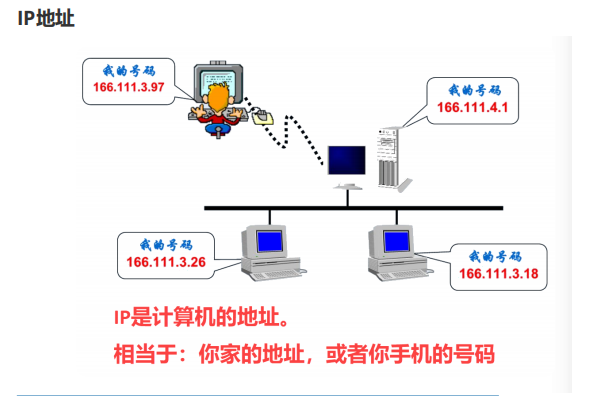 IP地址
我的号码
166.111.3.97
我的号码
166.111.4.1
我的号码
166.111.3.26
我的号码
166.111.3.18
IP是计算机的地址。
相当于：你家的地址，或者你手机的号码